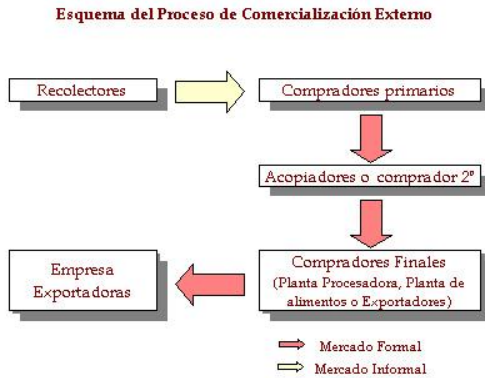 Esquema del Proceso de Comercialización Externo
Recolectores
Compradores primarios
Acopiadores o comprador 2º
Compradores Finales
(Planta Procesadora, Planta de
alimentos o Exportadores)
Empresa
Exportadoras
Mercado Formal
Mercado Informal